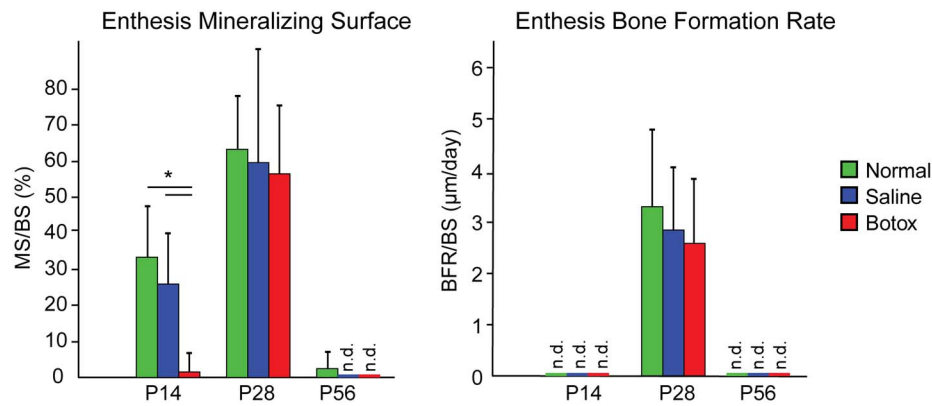 Enthesis Mineralizing Surface
MS/BS (%)
80
70
60
50
40
30
20
10
0
*
n.d.
n.d.
P14
P28
P56
Enthesis Bone Formation Rate
BFR/BS (μm/day)
6
5
4
3
2
1
0
n.d.
n.d.
n.d.
n.d.
n.d.
n.d.
P14
P28
P56
Normal
Saline
Botox